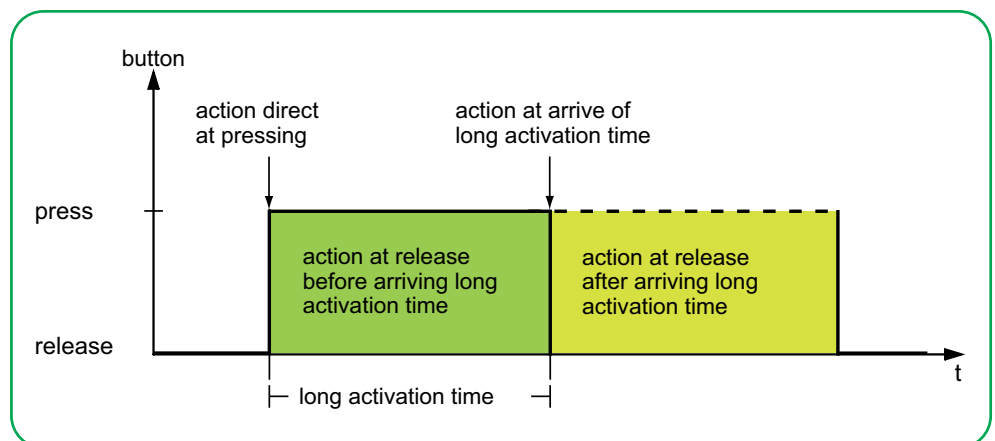 button
action direct
at pressing
action at arrive of
long activation time
press
action at release
before arriving long
activation time
action at release
after arriving long
activation time
release
t
long activation time